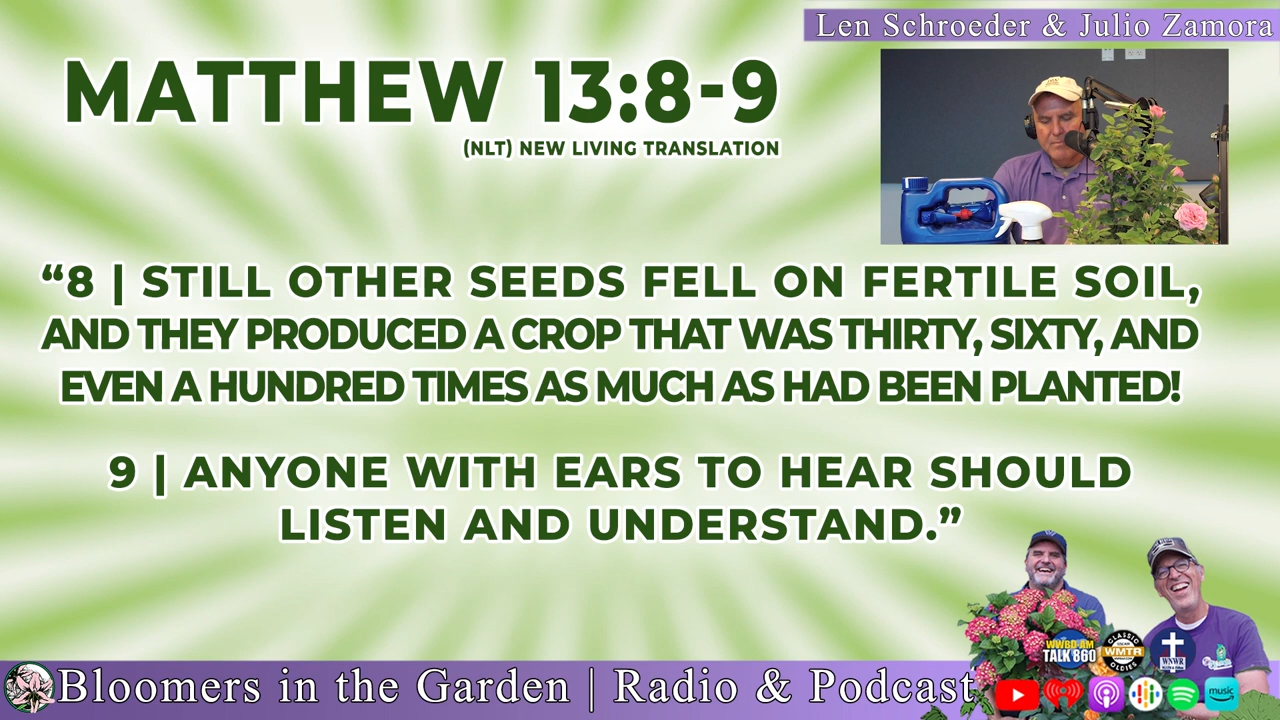 Len Schroeder & Julio Zamora
MATTHEW 13:8-9
(NLT) NEW LIVING TRANSLATION
“8 | STILL OTHER SEEDS FELL ON FERTILE SOIL,
AND THEY PRODUCED A CROP THAT WAS THIRTY, SIXTY, AND
EVEN A HUNDRED TIMES AS MUCH AS HAD BEEN PLANTED!
9 | ANYONE WITH EARS TO HEAR SHOULD
LISTEN AND UNDERSTAND.”
WWBD AM
TALK 860
CLASSIC
WMTR
OLDIES
WNWR
Bloomers in the Garden | Radio & Podcast
music